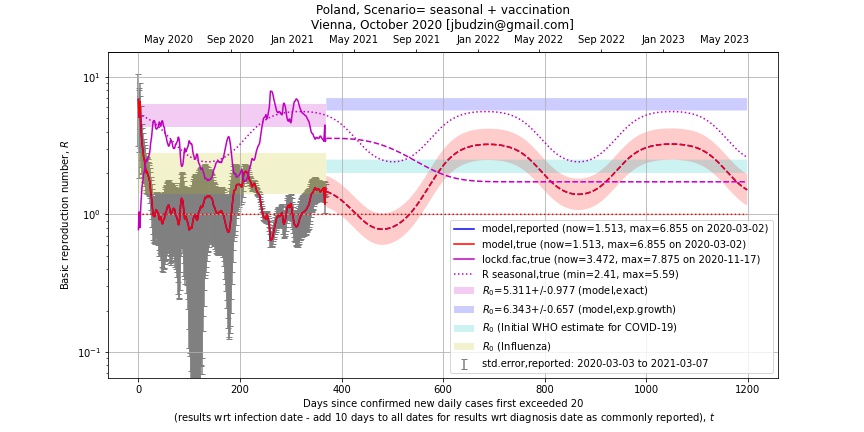 Poland, Scenario= seasonal + vaccination
Vienna, October 2020 [jbudzin@gmail.com]
May 2020 Sep 2020 Jan 2021 May 2021 Sep 2021 Jan 2022 May 2022 Sep 2022 Jan 2023 May 2023
Basic reproduction number, R
10¹
10⁰
10⁻¹
model,reported (now=1.513, max=6.855 on 2020-03-02)
model,true (now=1.513, max=6.855 on 2020-03-02)
lockd.fac,true (now=3.472, max=7.875 on 2020-11-17)
R seasonal,true (min=2.41, max=5.59)
R₀=5.311+/-0.977 (model,exact)
R₀=6.343+/-0.657 (model,exp.growth)
R₀ (Initial WHO estimate for COVID-19)
R₀ (Influenza)
std.error,reported: 2020-03-03 to 2021-03-07
0 200 400 600 800 1000 1200
Days since confirmed new daily cases first exceeded 20
(results wrt infection date - add 10 days to all dates for results wrt diagnosis date as commonly reported), t